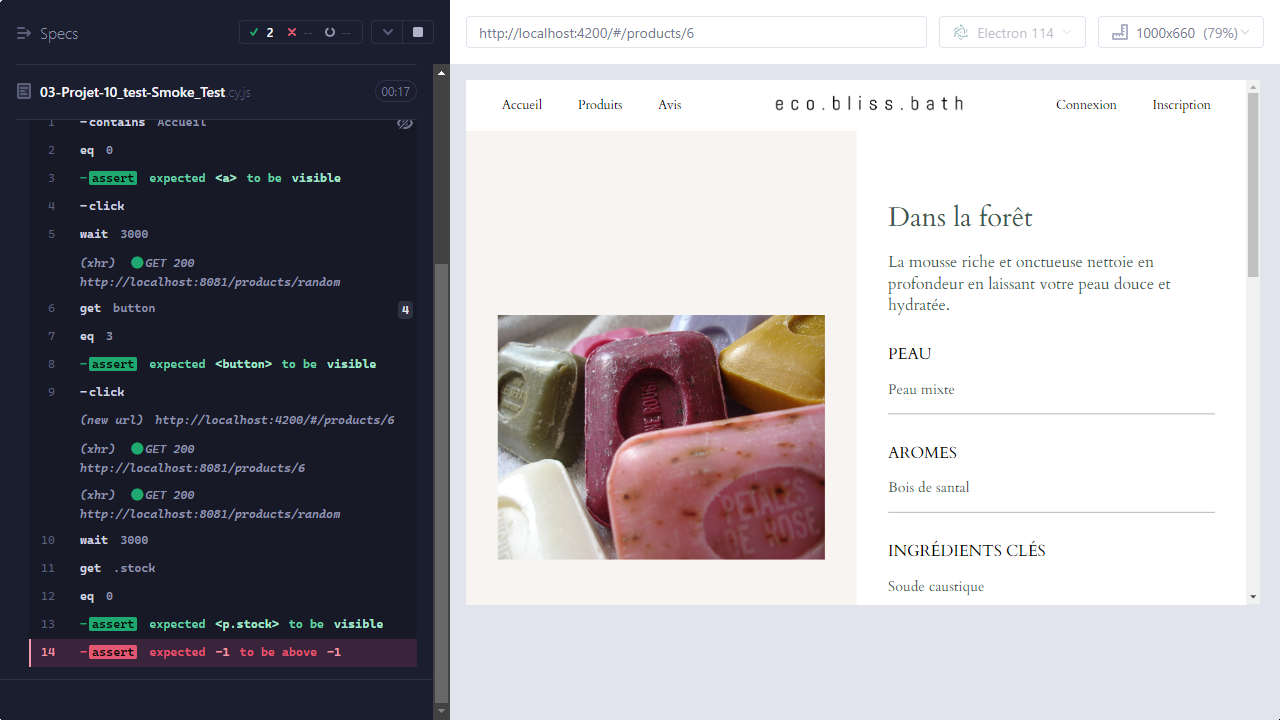 Specs
2
--
--
03-Projet-10_test-Smoke_Test.cy.js
00:17
1 -contains Accueil
2 eq 0
3 -assert expected <a> to be visible
4 -click
5 wait 3000
(xhr) GET 200
http://localhost:8081/products/random
6 get button 4
7 eq 3
8 -assert expected <button> to be visible
9 -click
(new url) http://localhost:4200/#/products/6
(xhr) GET 200
http://localhost:8081/products/6
(xhr) GET 200
http://localhost:8081/products/random
10 wait 3000
11 get .stock
12 eq 0
13 -assert expected <p.stock> to be visible
14 -assert expected -1 to be above -1
http://localhost:4200/#/products/6
Electron 114
1000x660 (79%)
Accueil Produits Avis eco.bliss.bath Connexion Inscription
Dans la forêt
La mousse riche et onctueuse nettoie en
profondeur en laissant votre peau douce et
hydratée.
PEAU
Peau mixte
AROMES
Bois de santal
INGRÉDIENTS CLÉS
Soude caustique
PETALES
DE ROSE